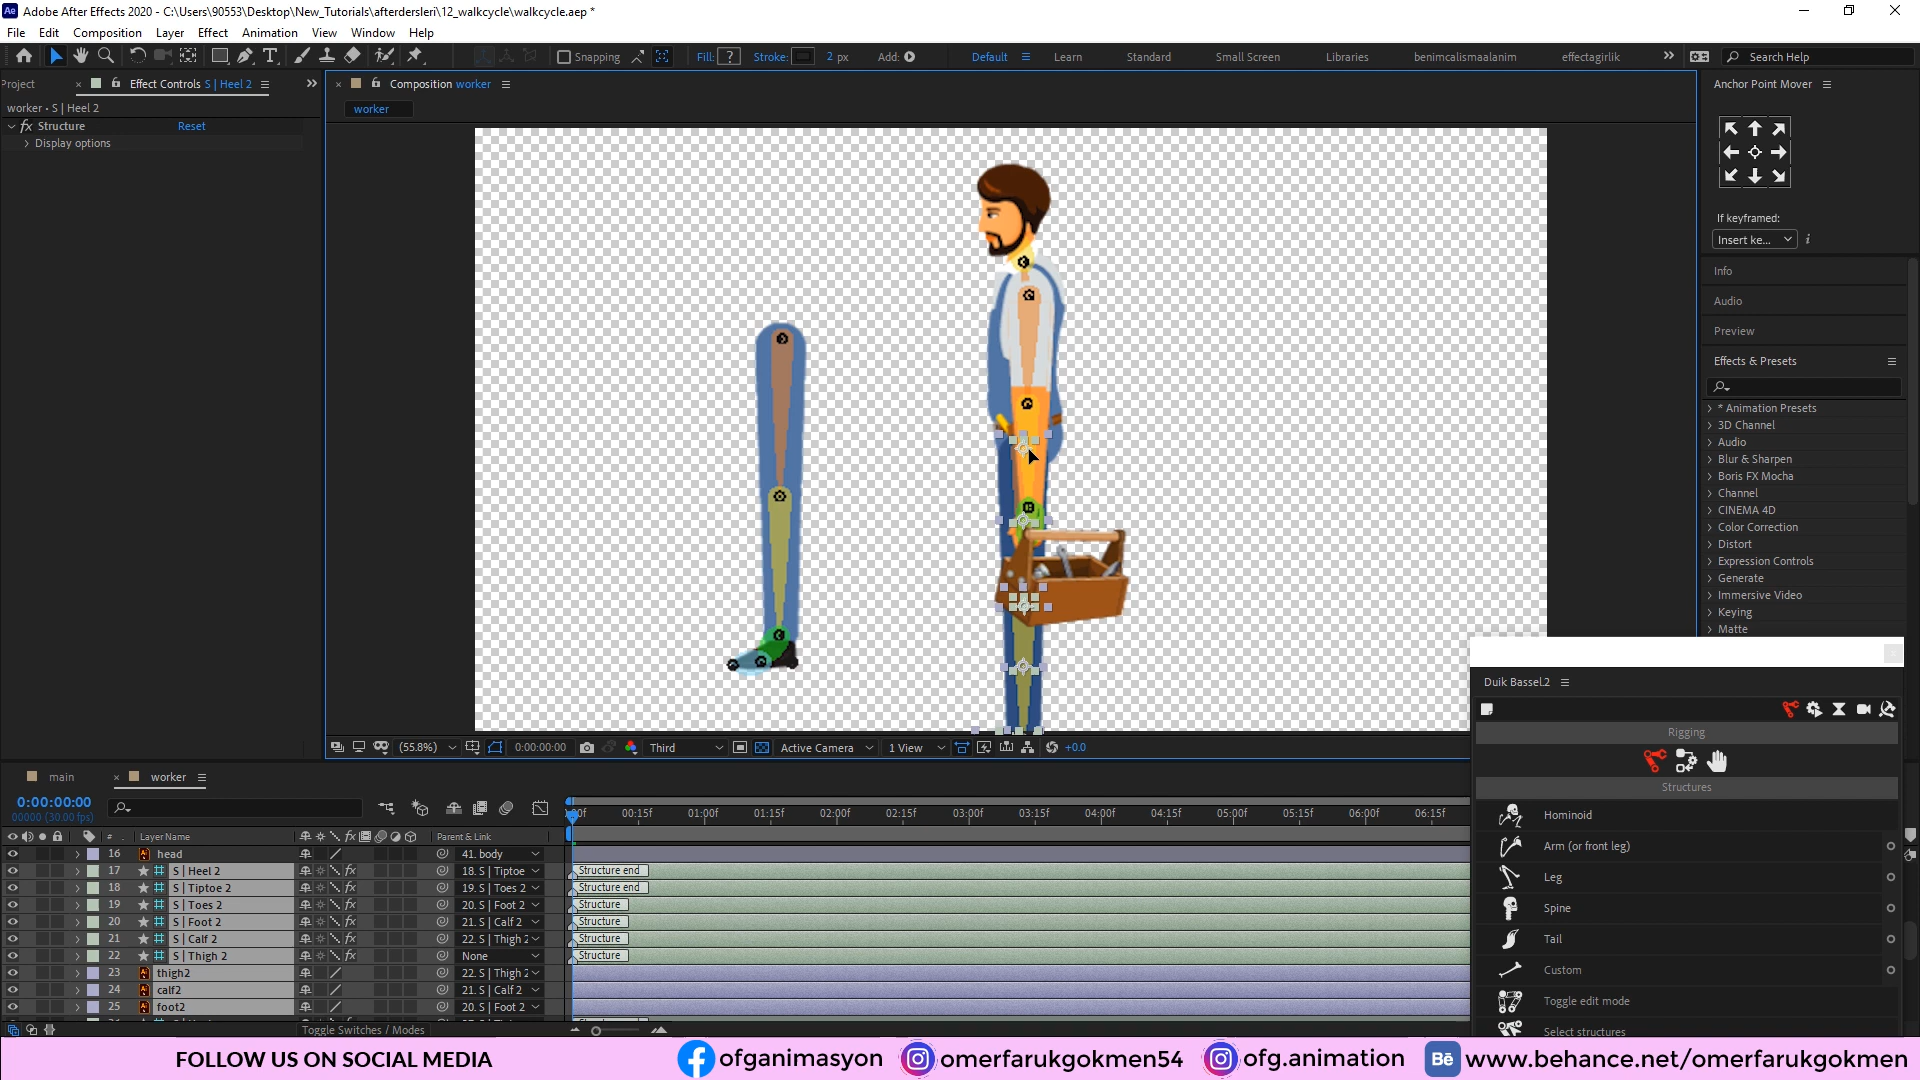 Ae Adobe After Effects 2020 - C:\Users\90553\Desktop\New_Tutorials\afterdersleri\12_walkcycle\walkcycle.aep *
File Edit Composition Layer Effect Animation View Window Help
Snapping Fill: ? Stroke: 2 px Add: Default Learn Standard Small Screen Libraries benimcalismaalanim effectagirlik Search Help
Project Effect Controls S | Heel 2 Composition worker Anchor Point Mover
worker • S | Heel 2 worker
fx Structure Reset
Display options
If keyframed:
Insert ke...
Info
Audio
Preview
Effects & Presets
* Animation Presets
3D Channel
Audio
Blur & Sharpen
Boris FX Mocha
Channel
CINEMA 4D
Color Correction
Distort
Expression Controls
Generate
Immersive Video
Keying
Matte
Duik Bassel.2
Rigging
Structures
Hominoid
Arm (or front leg)
Leg
Spine
Tail
Custom
Toggle edit mode
Select structures
(55.8%) 0:00:00:00 Third Active Camera 1 View +0.0
main worker
0:00:00:00
00000 (30.00 fps)
00:15f 01:00f 01:15f 02:00f 02:15f 03:00f 03:15f 04:00f 04:15f 05:00f 05:15f 06:00f 06:15f
# Layer Name Parent & Link
16 head 41. body
17 S | Heel 2 18. S | Tiptoe Structure end
18 S | Tiptoe 2 19. S | Toes 2 Structure end
19 S | Toes 2 20. S | Foot 2 Structure
20 S | Foot 2 21. S | Calf 2 Structure
21 S | Calf 2 22. S | Thigh 2 Structure
22 S | Thigh 2 None Structure
23 thigh2 22. S | Thigh 2
24 calf2 21. S | Calf 2
25 foot2 20. S | Foot 2
Toggle Switches / Modes
FOLLOW US ON SOCIAL MEDIA ofganimasyon omerfarukgokmen54 ofg.animation Bē www.behance.net/omerfarukgokmen